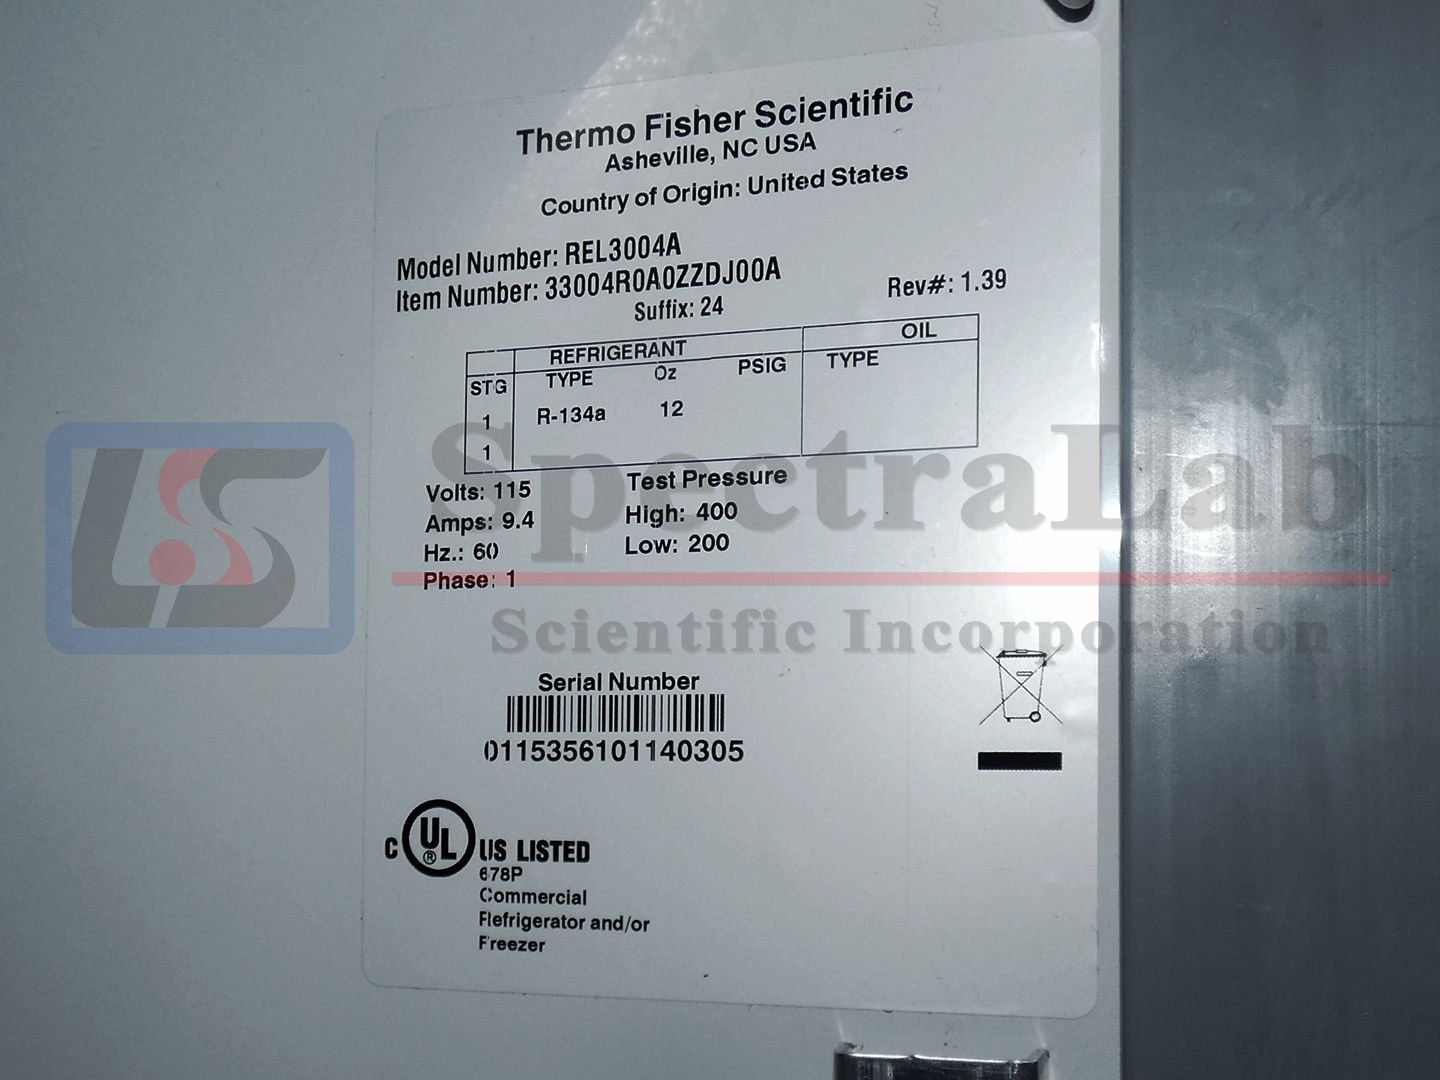 Thermo Fisher Scientific
Asheville, NC USA
Country of Origin: United States
Model Number: REL3004A
Item Number: 33004R0A0ZZDJ00A
Suffix: 24
Rev#: 1.39
REFRIGERANT OIL
STG TYPE Oz PSIG TYPE
1 R-134a 12
1
Volts: 115
Amps: 9.4
Hz.: 60
Phase: 1
Test Pressure
High: 400
Low: 200
LS SpectraLab
Scientific Incorporation
Serial Number
0115356101140305
C UL ® US LISTED
678P
Commercial
Refrigerator and/or
Freezer